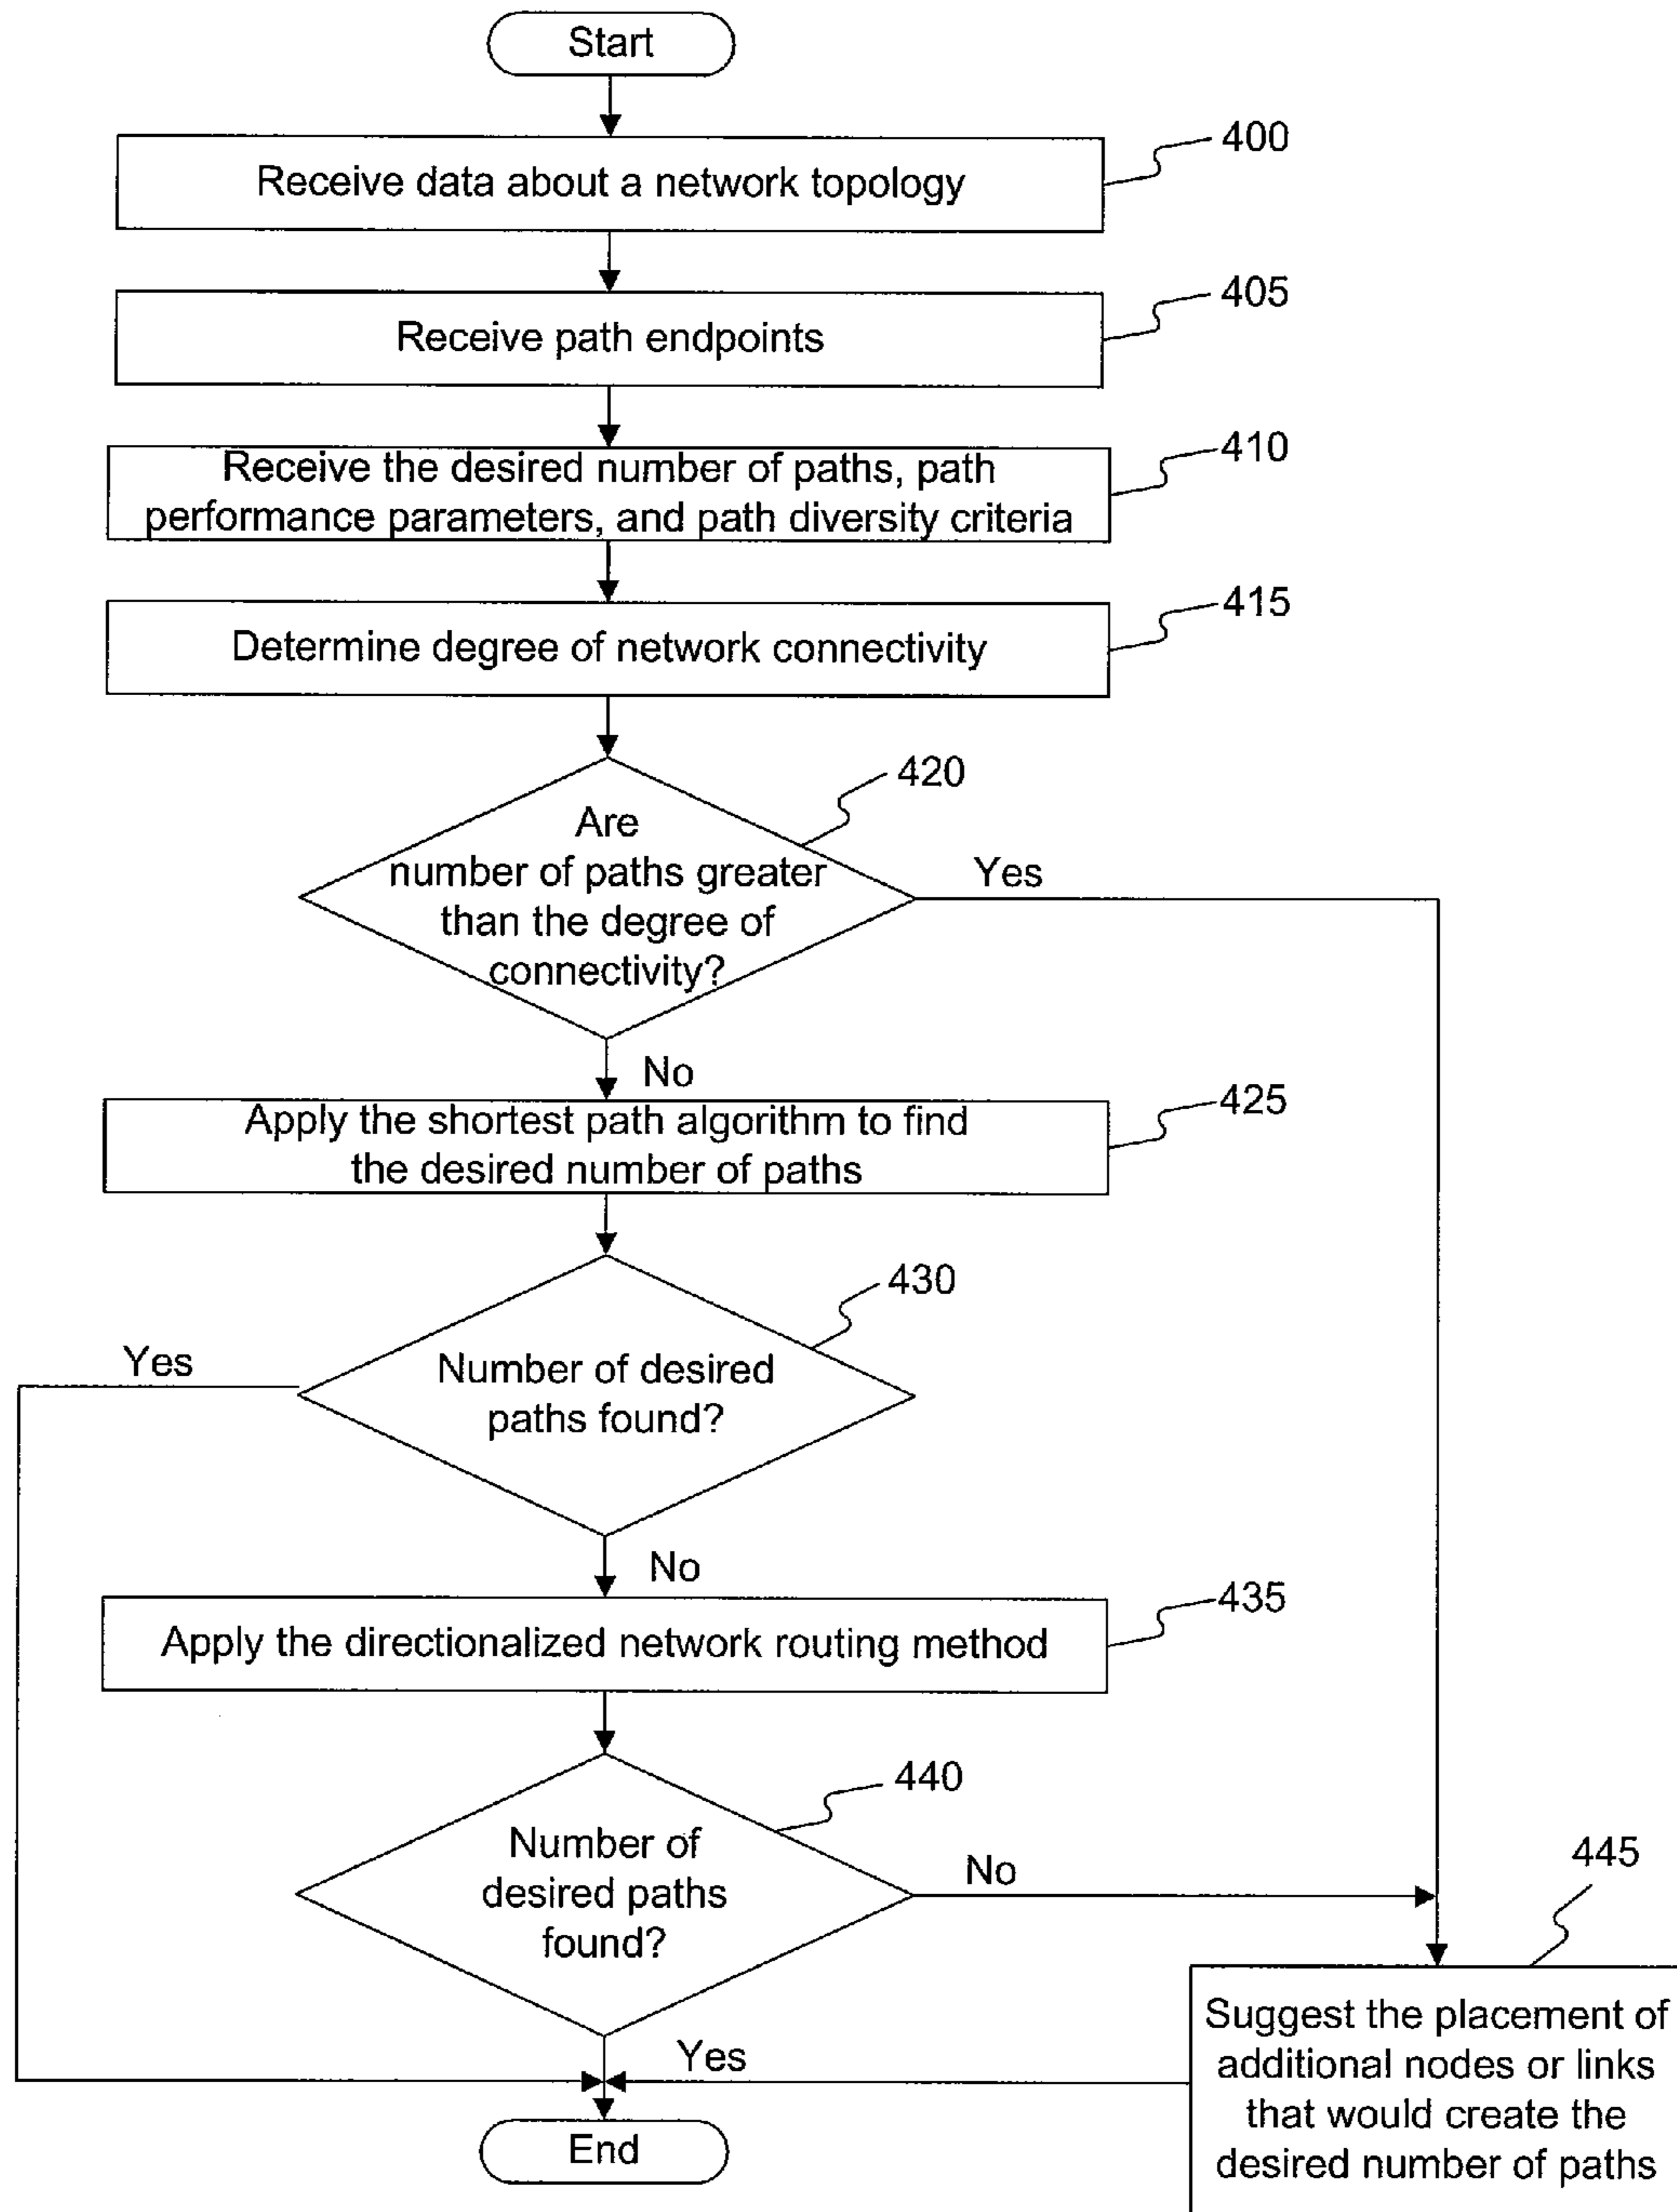 Start
400
Receive data about a network topology
405
Receive path endpoints
410
Receive the desired number of paths, path
performance parameters, and path diversity criteria
415
Determine degree of network connectivity
420
Are
number of paths greater
than the degree of
connectivity?
Yes
No
425
Apply the shortest path algorithm to find
the desired number of paths
430
Yes
Number of desired
paths found?
No
435
Apply the directionalized network routing method
440
Number of
desired paths
found?
No
445
Yes
Suggest the placement of
additional nodes or links
that would create the
desired number of paths
End